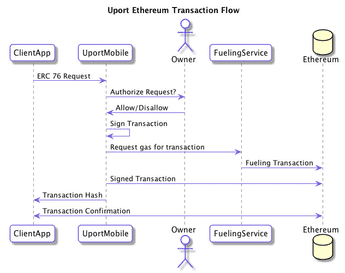 Uport Ethereum Transaction Flow
ClientApp
UportMobile
Owner
FuelingService
Ethereum
ERC 76 Request
Authorize Request?
Allow/Disallow
Sign Transaction
Request gas for transaction
Fueling Transaction
Signed Transaction
Transaction Hash
Transaction Confirmation
ClientApp
UportMobile
Owner
FuelingService
Ethereum